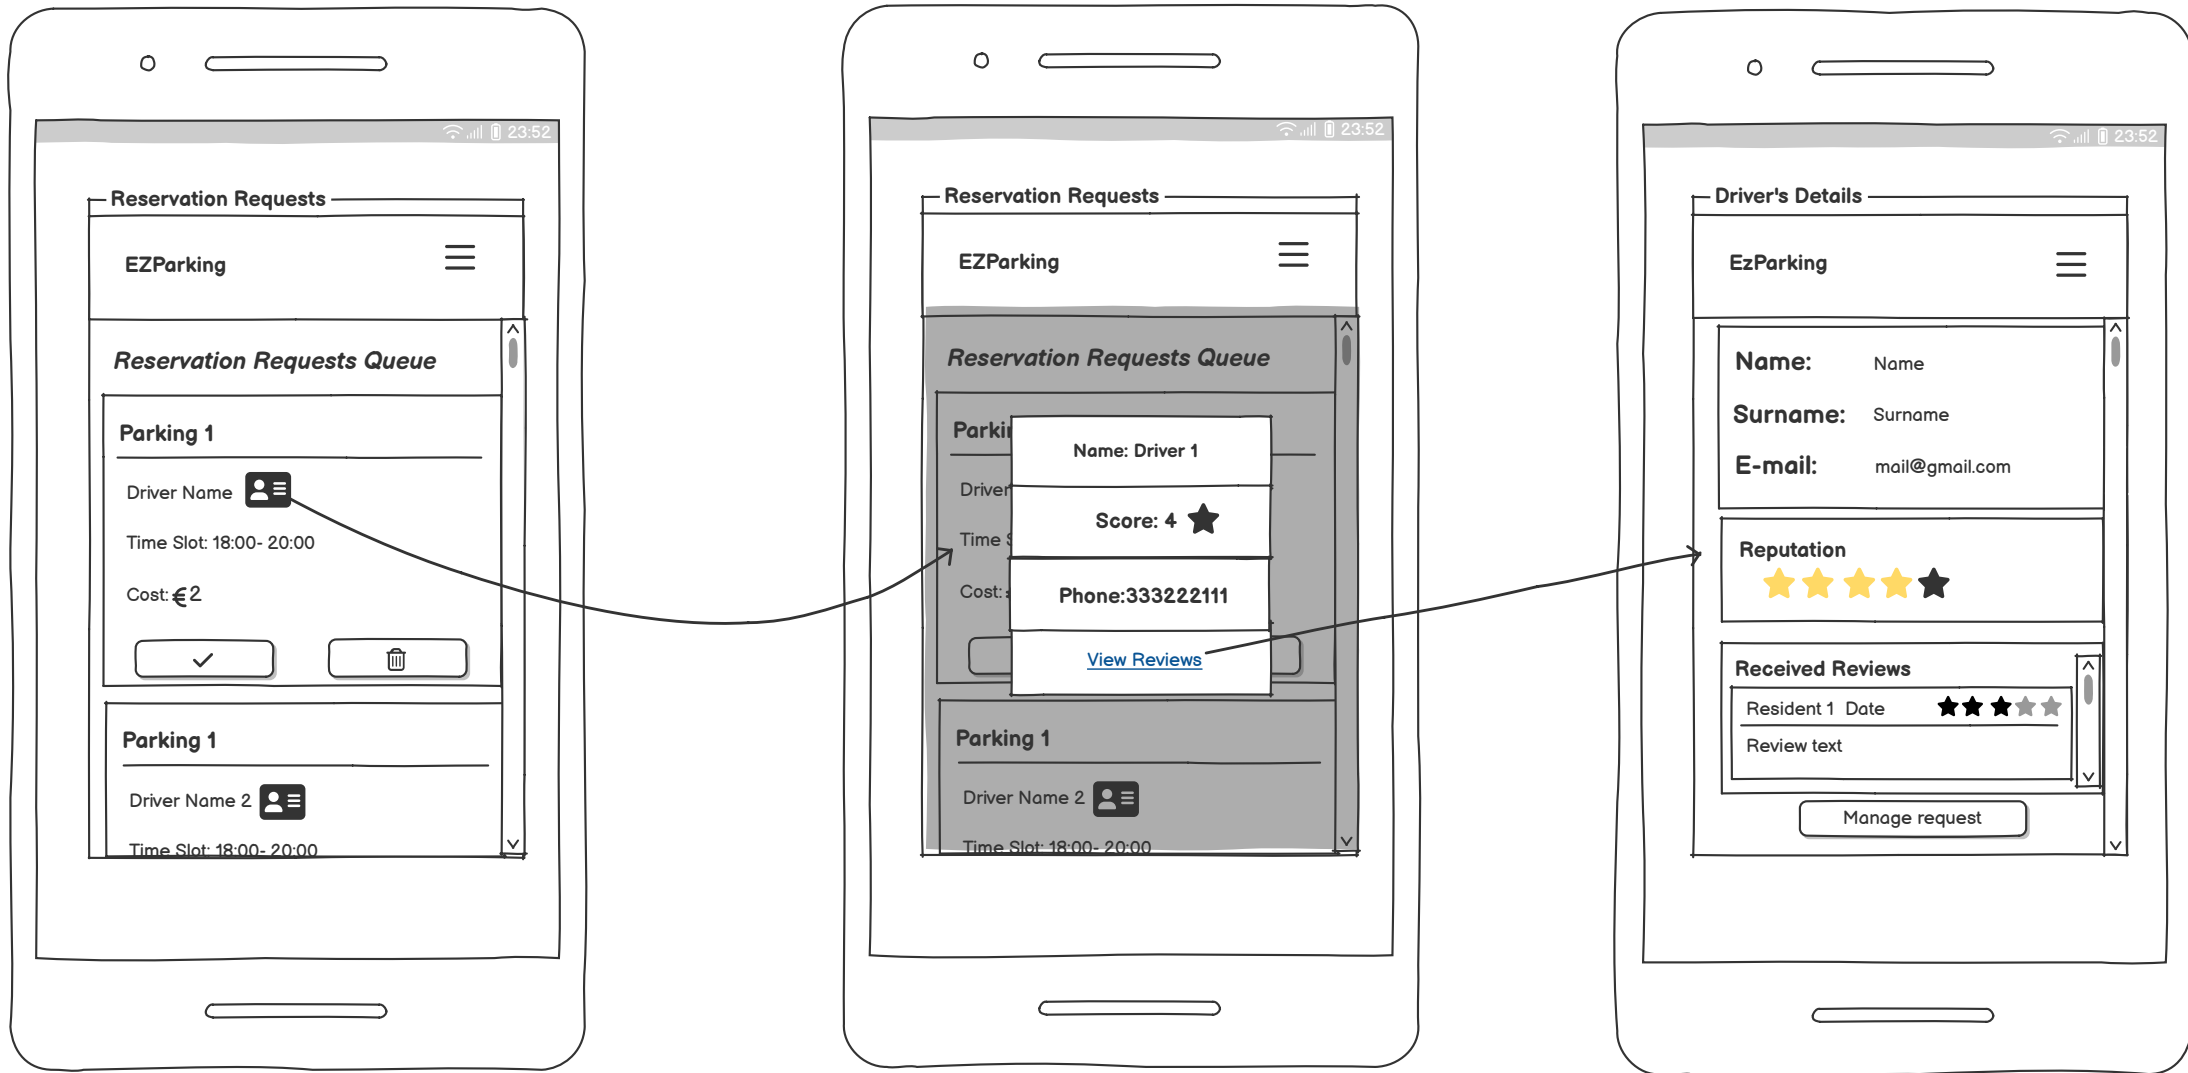 23:52
Reservation Requests
EZParking
Reservation Requests Queue
Parking 1
Driver Name
Time Slot: 18:00- 20:00
Cost: €2
Parking 1
Driver Name 2
Time Slot: 18:00- 20:00
23:52
Reservation Requests
EZParking
Reservation Requests Queue
Parkin
Name: Driver 1
Driver
Score: 4
Time S
Cost:
Phone:333222111
View Reviews
Parking 1
Driver Name 2
Time Slot: 18:00- 20:00
23:52
Driver's Details
EzParking
Name: Name
Surname: Surname
E-mail: mail@gmail.com
Reputation
Received Reviews
Resident 1 Date
Review text
Manage request